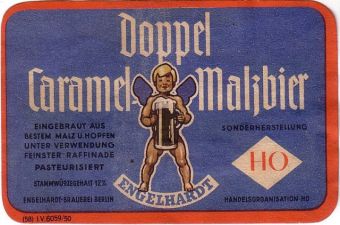 Doppel
Caramel-Malzbier
EINGEBRAUT AUS
BESTEM MALZ U. HOPFEN
UNTER VERWENDUNG
FEINSTER RAFFINADE
PASTEURISIERT
STAMMWÜRZEGEHALT 12%
ENGELHARDT-BRAUEREI BERLIN
ENGELHARDT
SONDERHERSTELLUNG
HO
HANDELSORGANISATION-HO
(58) I.V. 6059/50